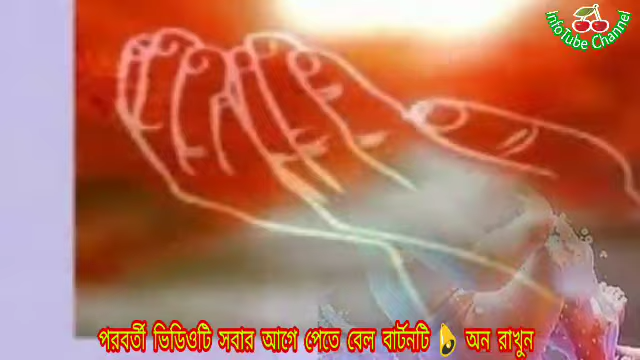 InfoTube Channel
পরবর্তী ভিডিওটি সবার আগে পেতে বেল বার্টনটি অন রাখুন